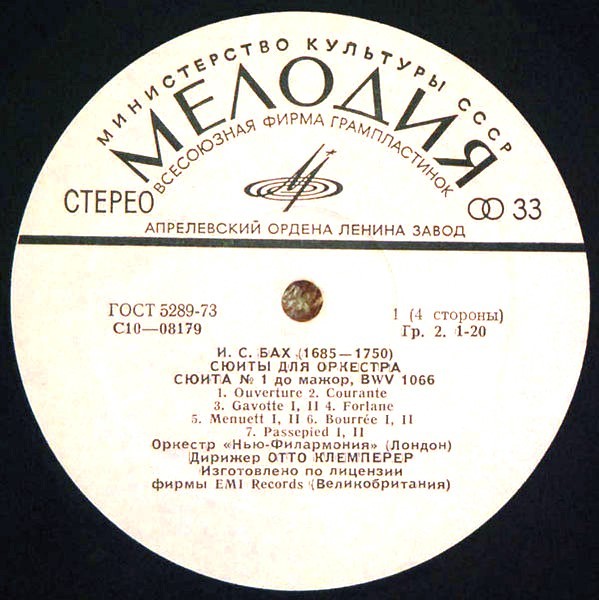 МИНИСТЕРСТВО КУЛЬТУРЫ СССР
МЕЛОДИЯ
ВСЕСОЮЗНАЯ ФИРМА ГРАМПЛАСТИНОК
СТЕРЕО
33
АПРЕЛЕВСКИЙ ОРДЕНА ЛЕНИНА ЗАВОД
ГОСТ 5289-73
С10—08179
1 (4 стороны)
Гр. 2. 1-20
И. С. БАХ (1685—1750)
СЮИТЫ ДЛЯ ОРКЕСТРА
СЮИТА № 1 до мажор, BWV 1066
1. Ouverture 2. Courante
3. Gavotte I, II 4. Forlane
5. Menuett I, II 6. Bourrée I, II
7. Passepied I, II
Оркестр «Нью-Филармония» (Лондон)
Дирижер ОТТО КЛЕМПЕРЕР
Изготовлено по лицензии
фирмы EMI Records (Великобритания)